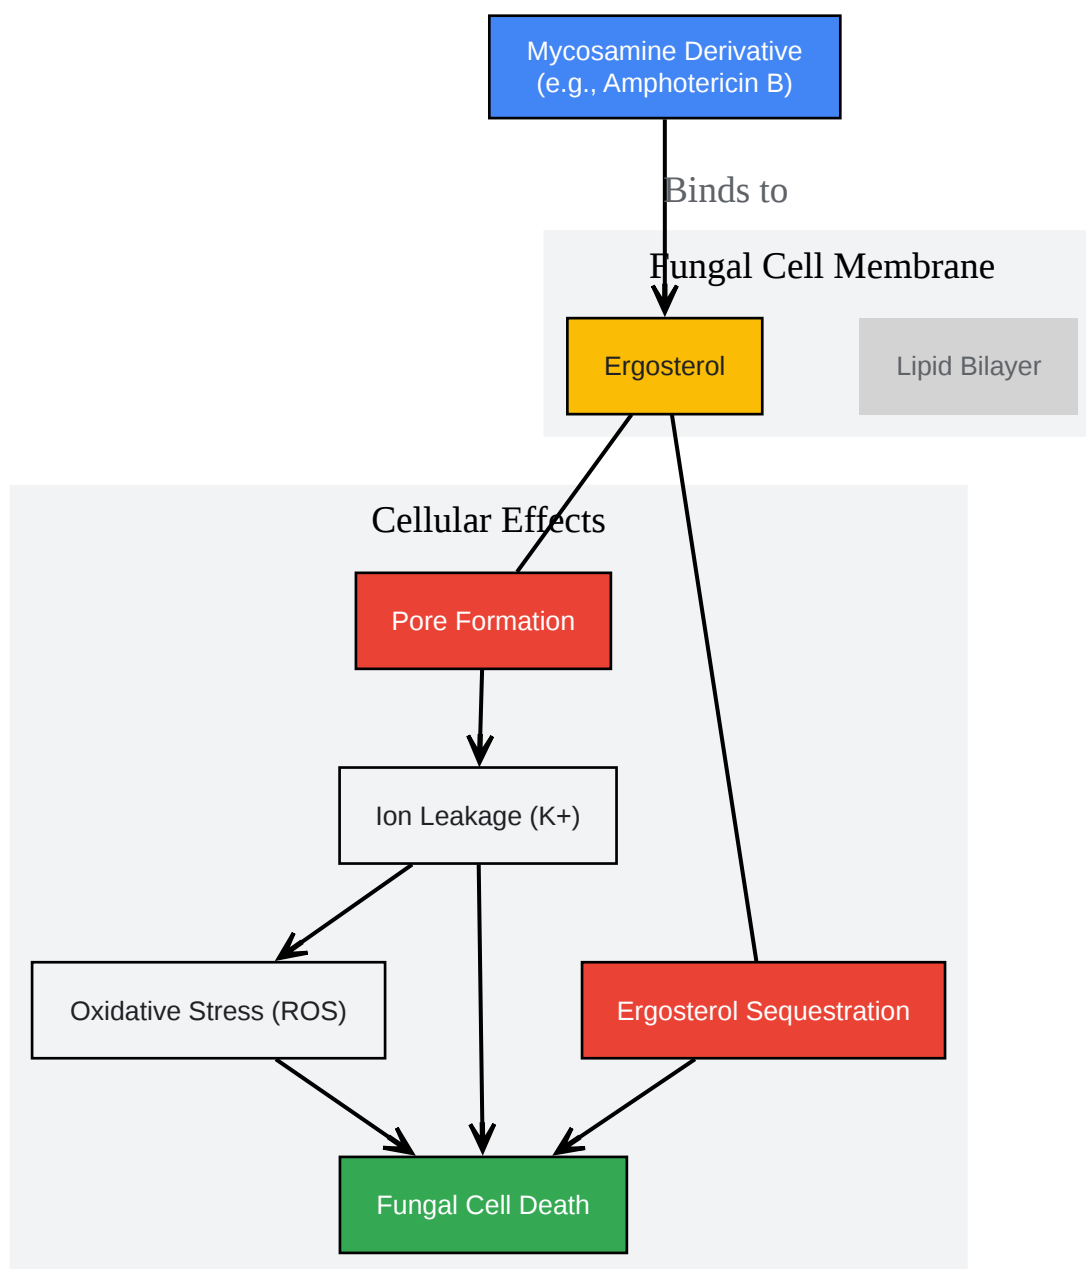 Mycosamine Derivative
(e.g., Amphotericin B)
Binds to
Fungal Cell Membrane
Ergosterol
Lipid Bilayer
Cellular Effects
Pore Formation
Ion Leakage (K+)
Oxidative Stress (ROS)
Ergosterol Sequestration
Fungal Cell Death